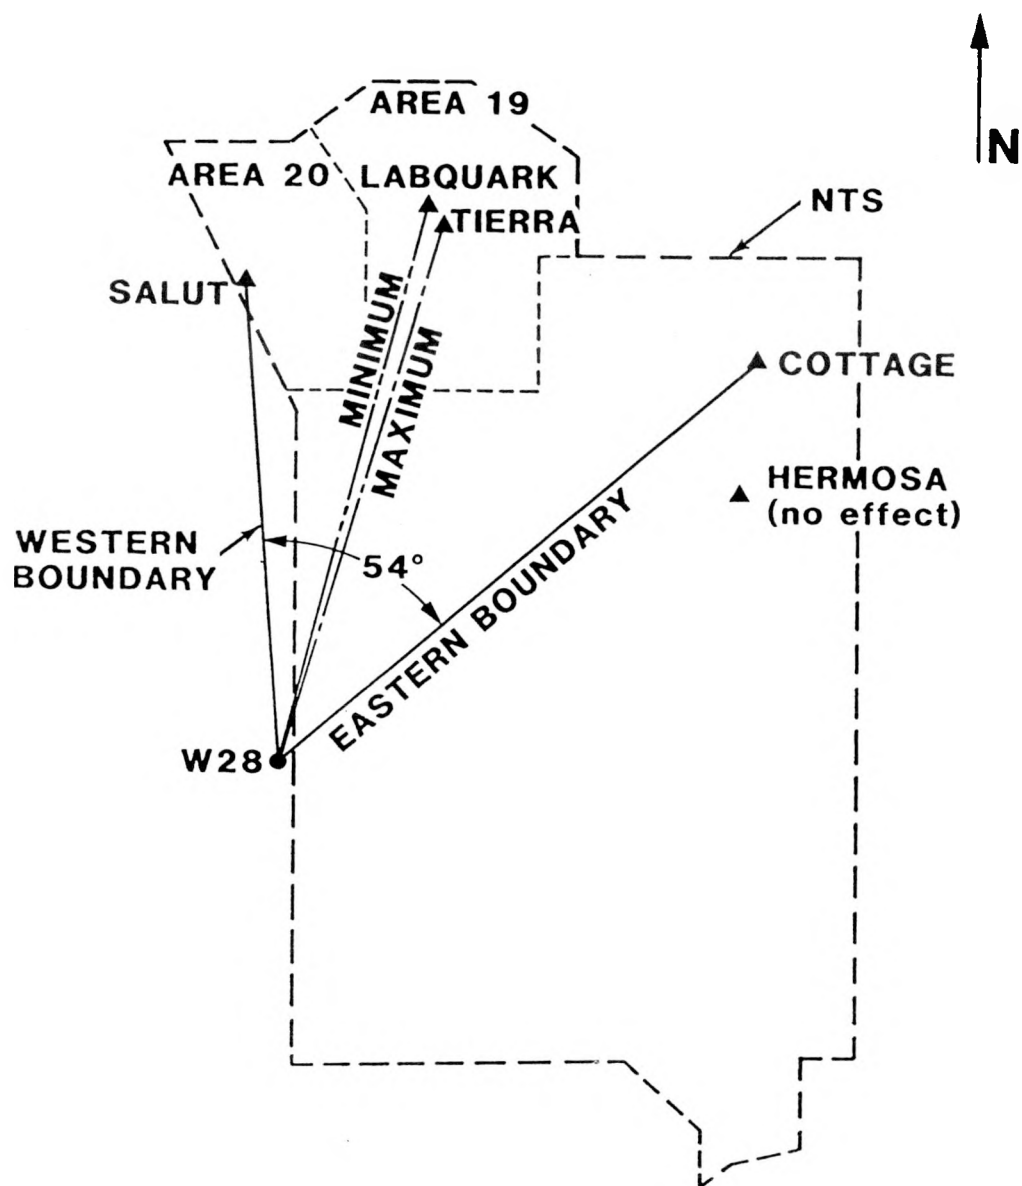 N
AREA 19
AREA 20
LABQUARK
TIERRA
NTS
SALUT
MINIMUM
MAXIMUM
COTTAGE
HERMOSA
(no effect)
WESTERN
BOUNDARY
54°
EASTERN BOUNDARY
W28